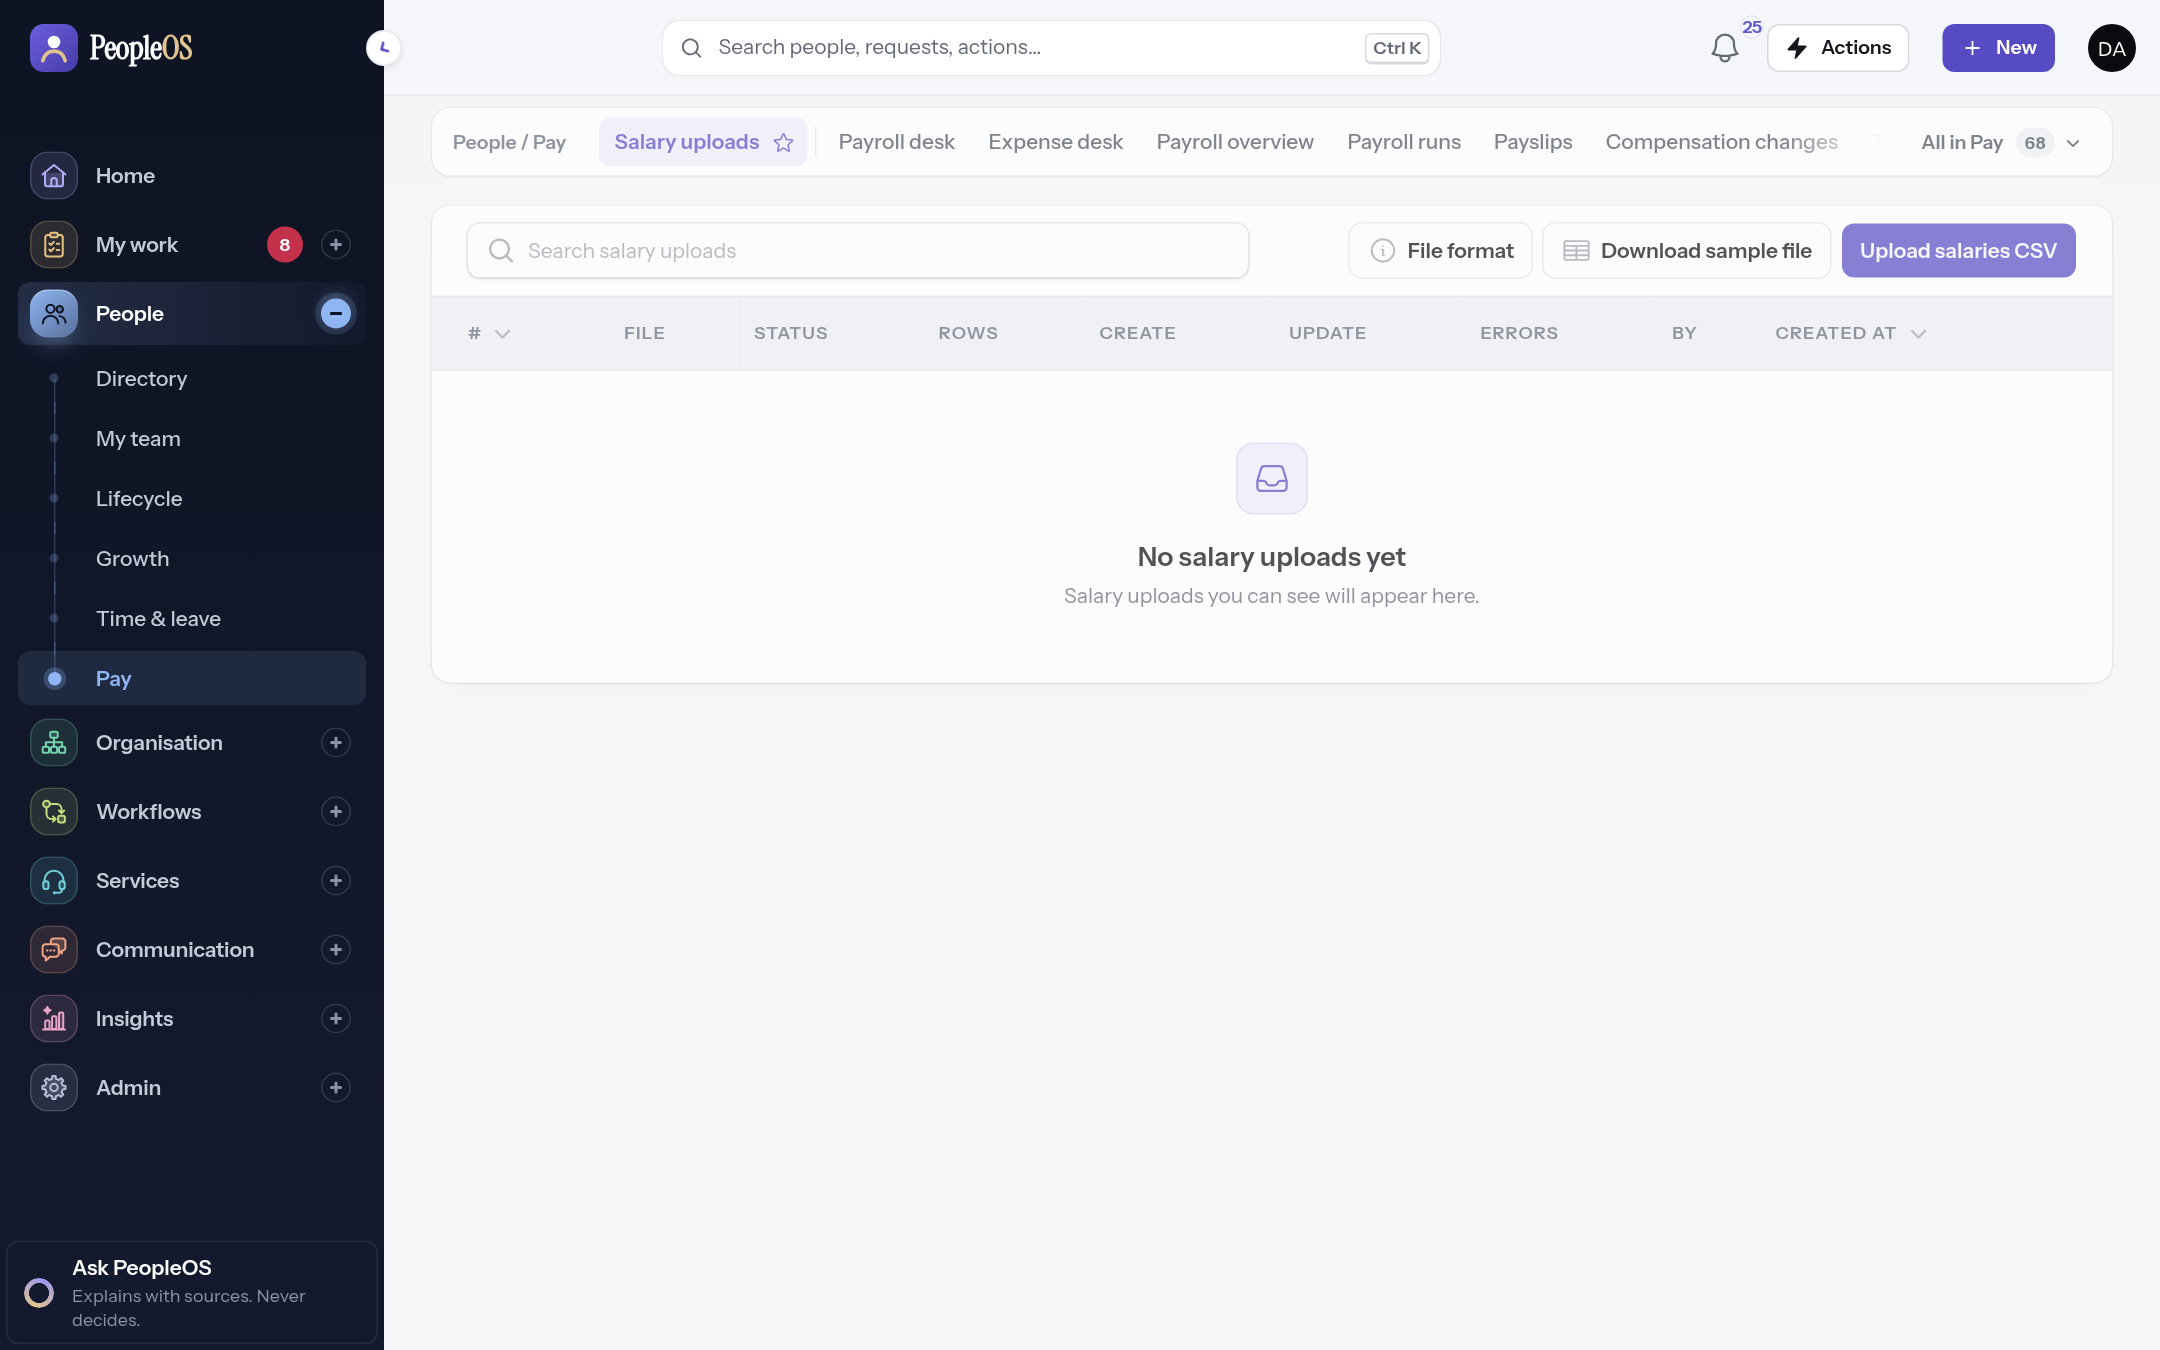 PeopleOS
Search people, requests, actions...
Ctrl K
25
Actions
New
DA
Home
My work
8
People
Directory
My team
Lifecycle
Growth
Time & leave
Pay
Organisation
Workflows
Services
Communication
Insights
Admin
Ask PeopleOS
Explains with sources. Never
decides.
People / Pay
Salary uploads
Payroll desk
Expense desk
Payroll overview
Payroll runs
Payslips
Compensation changes
All in Pay
68
Search salary uploads
File format
Download sample file
Upload salaries CSV
#
FILE
STATUS
ROWS
CREATE
UPDATE
ERRORS
BY
CREATED AT
No salary uploads yet
Salary uploads you can see will appear here.